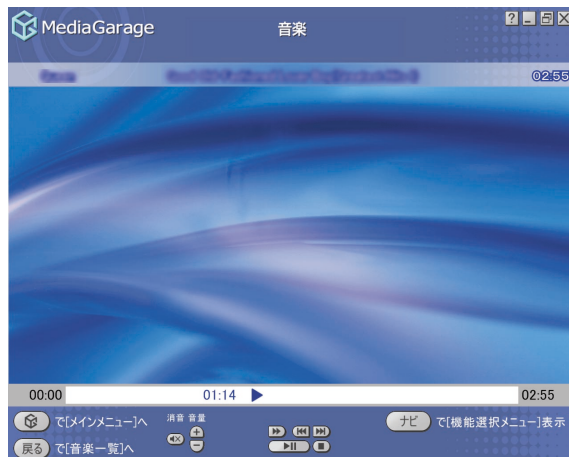 MediaGarage
音楽
02:55
00:00 01:14 02:55
で[メインメニュー]へ
消音 音量
ナビ で[機能選択メニュー]表示
戻る で[音楽一覧]へ